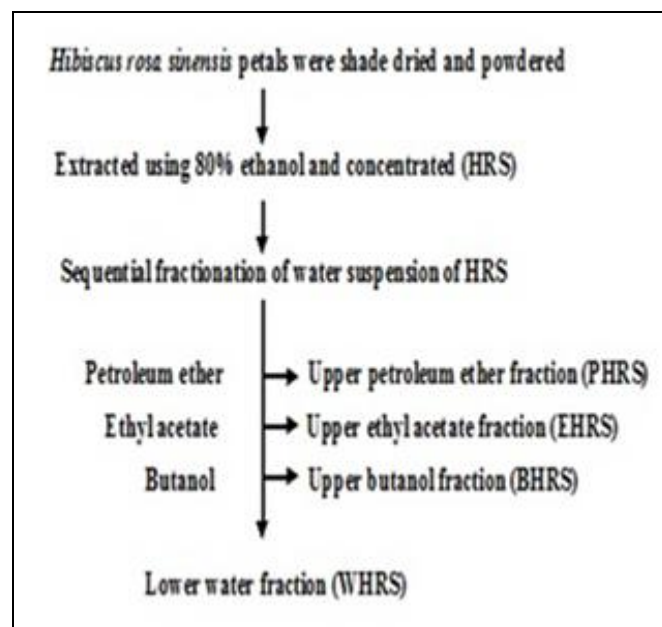 Hibiscus rosa sinensis petals were shade dried and powdered
Extracted using 80% ethanol and concentrated (HRS)
Sequential fractionation of water suspension of HRS
Petroleum ether Upper petroleum ether fraction (PHRS)
Ethyl acetate Upper ethyl acetate fraction (EHRS)
Butanol Upper butanol fraction (BHRS)
Lower water fraction (WHRS)